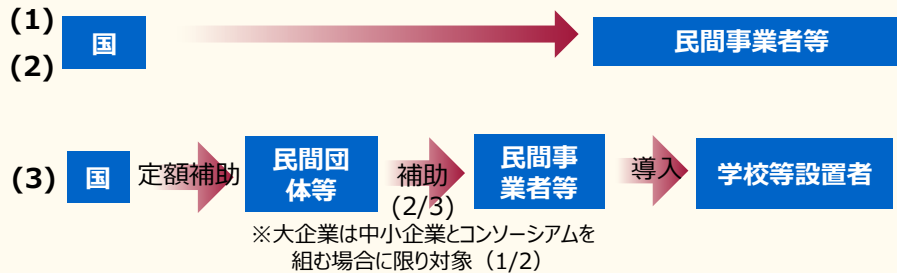 (1)
(2)
国
民間事業者等
(3)
国
定額補助
民間団
体等
補助
(2/3)
民間事
業者等
導入
学校等設置者
※大企業は中小企業とコンソーシアムを
組む場合に限り対象（1/2）